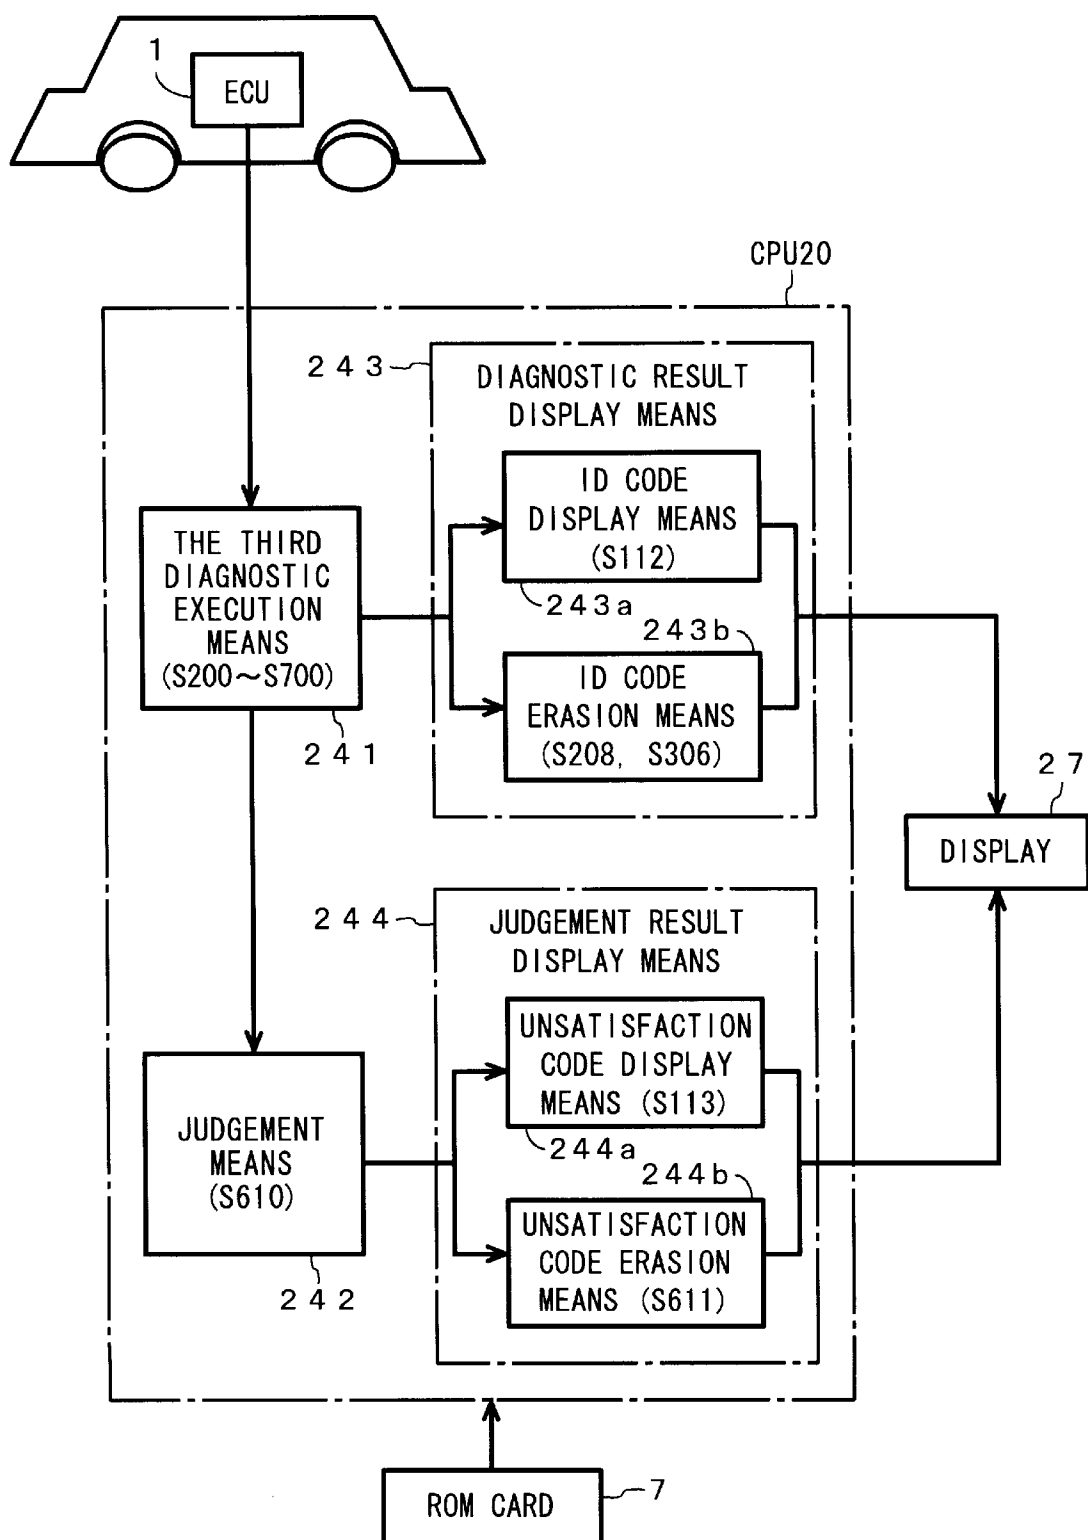 1
ECU
CPU20
243
DIAGNOSTIC RESULT
DISPLAY MEANS
ID CODE
DISPLAY MEANS
(S112)
243a
243b
ID CODE
ERASION MEANS
(S208, S306)
THE THIRD
DIAGNOSTIC
EXECUTION
MEANS
(S200～S700)
241
27
DISPLAY
244
JUDGEMENT RESULT
DISPLAY MEANS
UNSATISFACTION
CODE DISPLAY
MEANS (S113)
244a
244b
UNSATISFACTION
CODE ERASION
MEANS (S611)
JUDGEMENT
MEANS
(S610)
242
ROM CARD
7